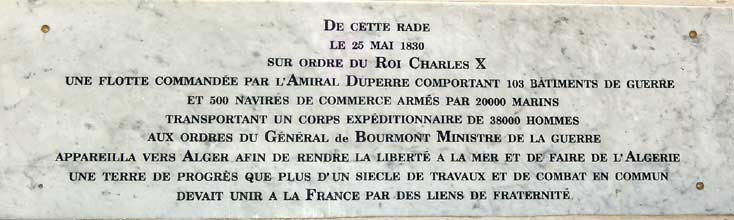 De cette rade
le 25 mai 1830
sur ordre du Roi Charles X
une flotte commandée par l'Amiral Duperre comportant 103 bâtiments de guerre
et 500 navires de commerce armés par 20000 marins
transportant un corps expéditionnaire de 38000 hommes
aux ordres du Général de Bourmont Ministre de la guerre
appareilla vers Alger afin de rendre la liberté a la mer et de faire de l'Algerie
une terre de progrès que plus d'un siecle de travaux et de combat en commun
devait unir a la France par des liens de fraternité.